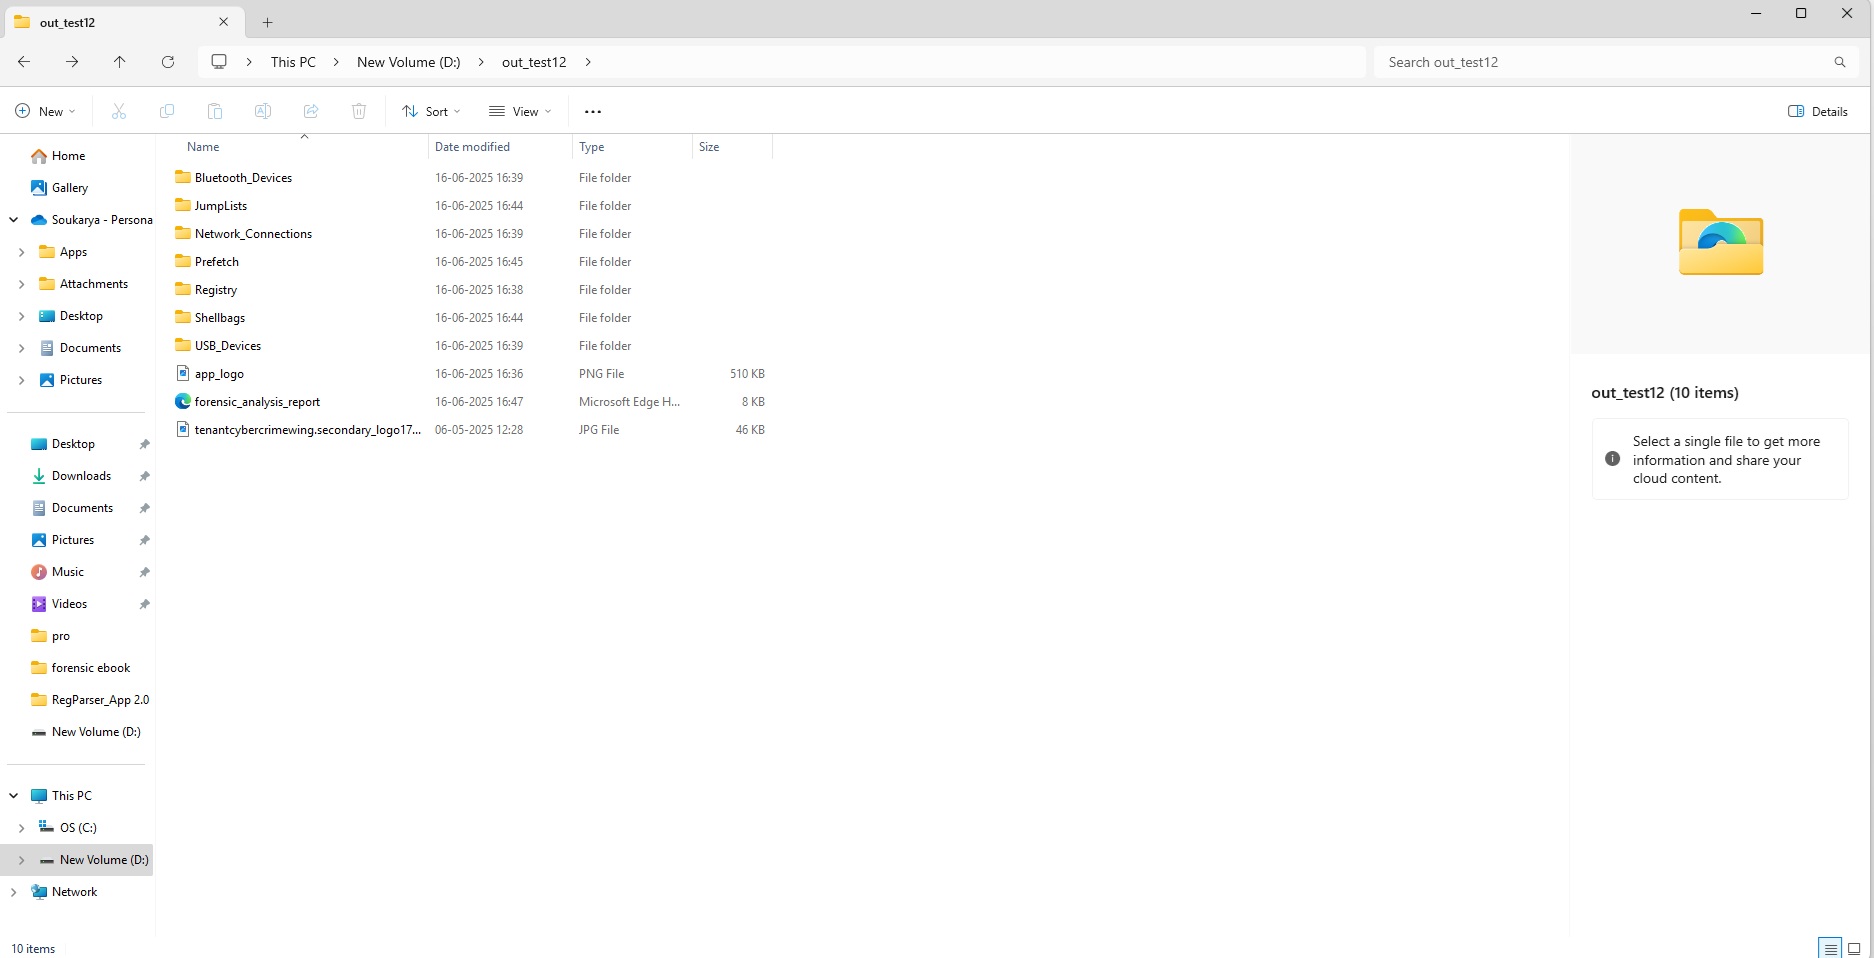 out_test12
This PC
New Volume (D:)
out_test12
Search out_test12
New
Sort
View
Details
Home
Gallery
Soukarya - Persona
Apps
Attachments
Desktop
Documents
Pictures
Desktop
Downloads
Documents
Pictures
Music
Videos
pro
forensic ebook
RegParser_App 2.0
New Volume (D:)
This PC
OS (C:)
New Volume (D:)
Network
Name Date modified Type Size
Bluetooth_Devices 16-06-2025 16:39 File folder
JumpLists 16-06-2025 16:44 File folder
Network_Connections 16-06-2025 16:39 File folder
Prefetch 16-06-2025 16:45 File folder
Registry 16-06-2025 16:38 File folder
Shellbags 16-06-2025 16:44 File folder
USB_Devices 16-06-2025 16:39 File folder
app_logo 16-06-2025 16:36 PNG File 510 KB
forensic_analysis_report 16-06-2025 16:47 Microsoft Edge H... 8 KB
tenantcybercrimewing.secondary_logo17... 06-05-2025 12:28 JPG File 46 KB
out_test12 (10 items)
Select a single file to get more
information and share your
cloud content.
10 items